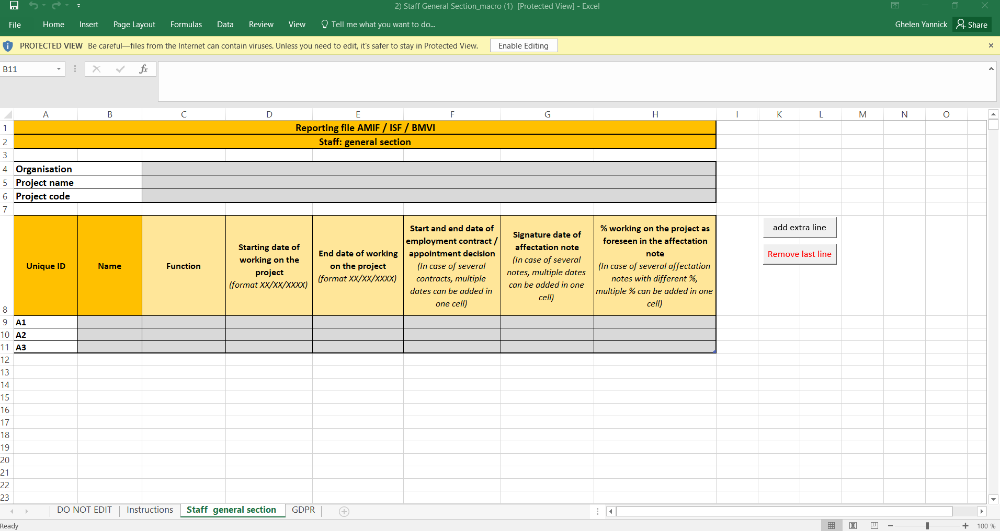 2) Staff General Section_macro (1)  [Protected View] - Excel
File Home Insert Page Layout Formulas Data Review View Tell me what you want to do... Ghelen Yannick Share
PROTECTED VIEW Be careful—files from the Internet can contain viruses. Unless you need to edit, it's safer to stay in Protected View. Enable Editing
B11 fx
A B C D E F G H I K L M N O
1 Reporting file AMIF / ISF / BMVI
2 Staff: general section
3
4 Organisation
5 Project name
6 Project code
7
8
Unique ID
Name
Function
Starting date of
working on the
project
(format XX/XX/XXXX)
End date of working
on the project
(format XX/XX/XXXX)
Start and end date of
employment contract /
appointment decision
(In case of several
contracts, multiple
dates can be added in
one cell)
Signature date of
affectation note
(In case of several
notes, multiple dates
can be added in one
cell)
% working on the project as
foreseen in the affectation
note
(In case of several affectation
notes with different %,
multiple % can be added in one
cell)
add extra line
Remove last line
9 A1
10 A2
11 A3
12
13
14
15
16
17
18
19
20
21
22
23
DO NOT EDIT Instructions Staff  general section GDPR
Ready 100 %